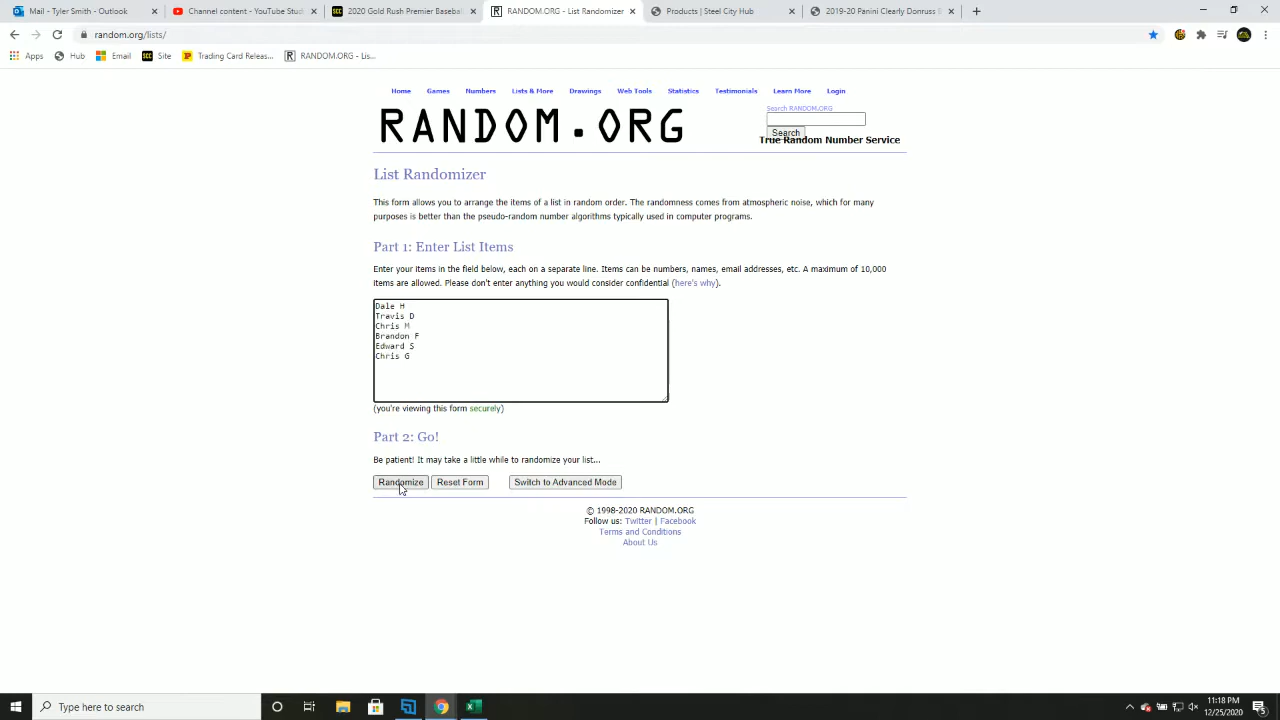 Mail – Tyler Smith - Outlook
Channel content - YouTube Stud
2020 Gold Rush Premier Basebal
RANDOM.ORG - List Randomizer
Products | Steel City Hub
2019-20 Panini Clearly Donruss B
random.org/lists/
Apps
Hub
Email
Site
Trading Card Releas...
RANDOM.ORG - Lis...
Home
Games
Numbers
Lists & More
Drawings
Web Tools
Statistics
Testimonials
Learn More
Login
RANDOM.ORG
Search RANDOM.ORG
Search
True Random Number Service
List Randomizer
This form allows you to arrange the items of a list in random order. The randomness comes from atmospheric noise, which for many
purposes is better than the pseudo-random number algorithms typically used in computer programs.
Part 1: Enter List Items
Enter your items in the field below, each on a separate line. Items can be numbers, names, email addresses, etc. A maximum of 10,000
items are allowed. Please don't enter anything you would consider confidential (here's why).
Dale H
Travis D
Chris M
Brandon F
Edward S
Chris G
(you're viewing this form securely)
Part 2: Go!
Be patient! It may take a little while to randomize your list...
Randomize
Reset Form
Switch to Advanced Mode
© 1998-2020 RANDOM.ORG
Follow us: Twitter | Facebook
Terms and Conditions
About Us
Type here to search
11:18 PM
12/25/2020